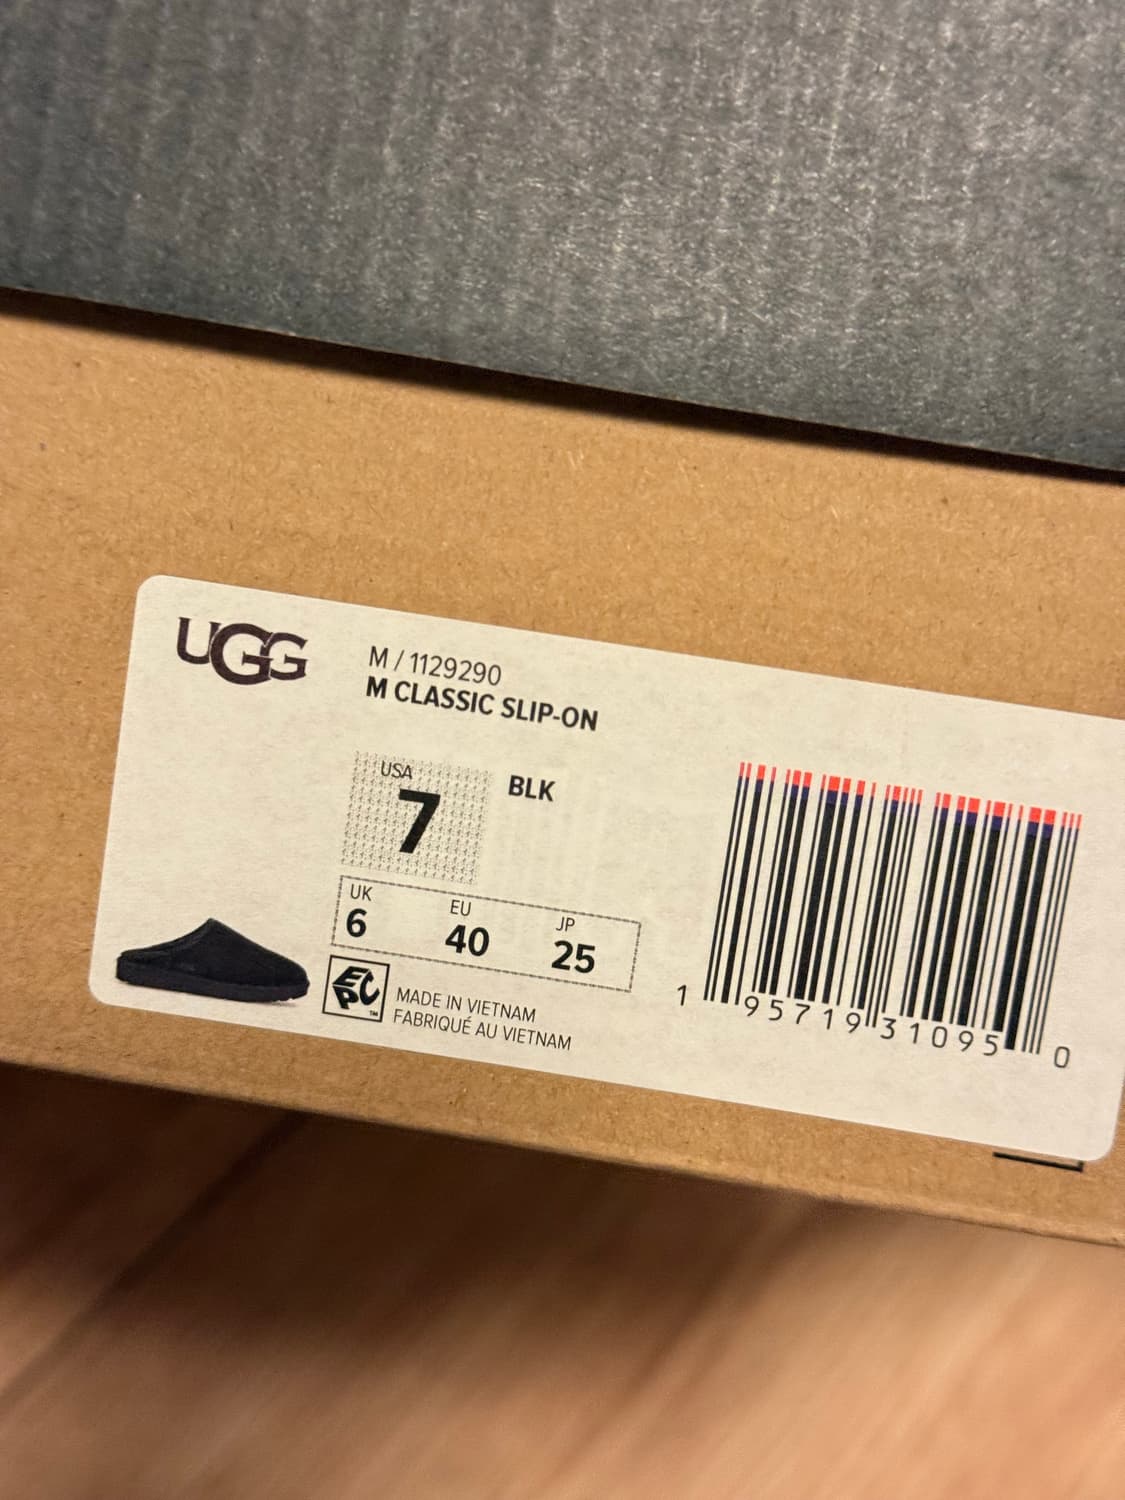 UGG
M / 1129290
M CLASSIC SLIP-ON
USA
7
BLK
UK
6
EU
40
JP
25
EPC™
MADE IN VIETNAM
FABRIQUÉ AU VIETNAM
1 95719 31095 0